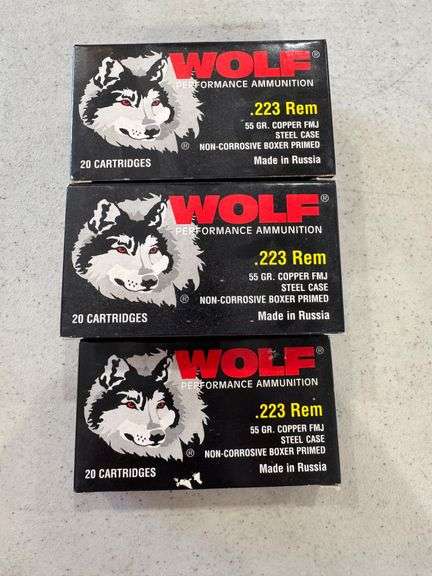 WOLF®
PERFORMANCE AMMUNITION
.223 Rem
55 GR. COPPER FMJ
STEEL CASE
® NON-CORROSIVE BOXER PRIMED
20 CARTRIDGES Made in Russia
WOLF®
PERFORMANCE AMMUNITION
.223 Rem
55 GR. COPPER FMJ
STEEL CASE
® NON-CORROSIVE BOXER PRIMED
20 CARTRIDGES Made in Russia
WOLF®
PERFORMANCE AMMUNITION
.223 Rem
55 GR. COPPER FMJ
STEEL CASE
® NON-CORROSIVE BOXER PRIMED
20 CARTRIDGES Made in Russia